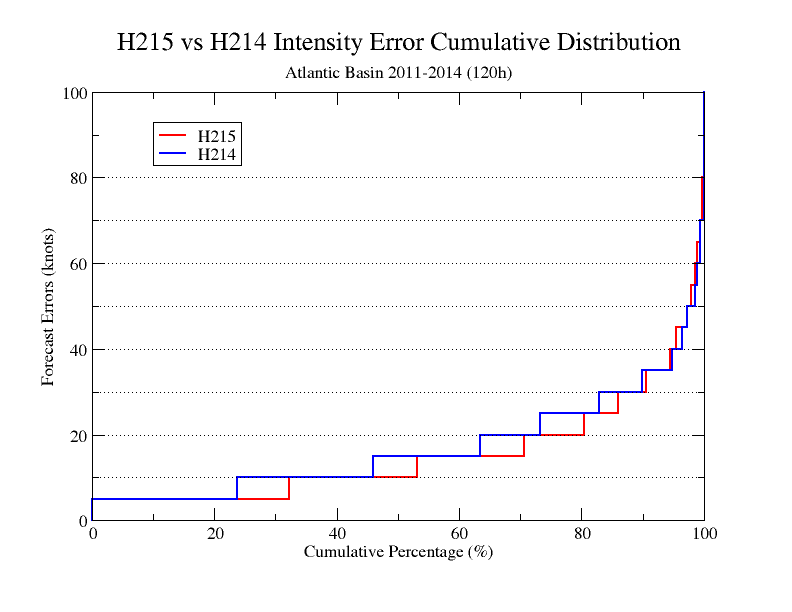 H215 vs H214 Intensity Error Cumulative Distribution
Atlantic Basin 2011-2014 (120h)
100
H215
H214
80
60
40
20
0
Forecast Errors (knots)
0 20 40 60 80 100
Cumulative Percentage (%)